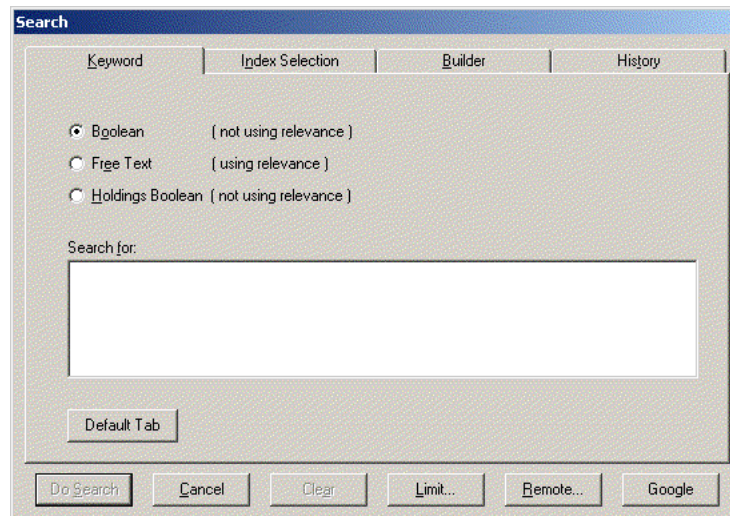 Search
Keyword Index Selection Builder History
Boolean ( not using relevance )
Free Text ( using relevance )
Holdings Boolean ( not using relevance )
Search for:
Default Tab
Do Search Cancel Clear Limit... Remote... Google